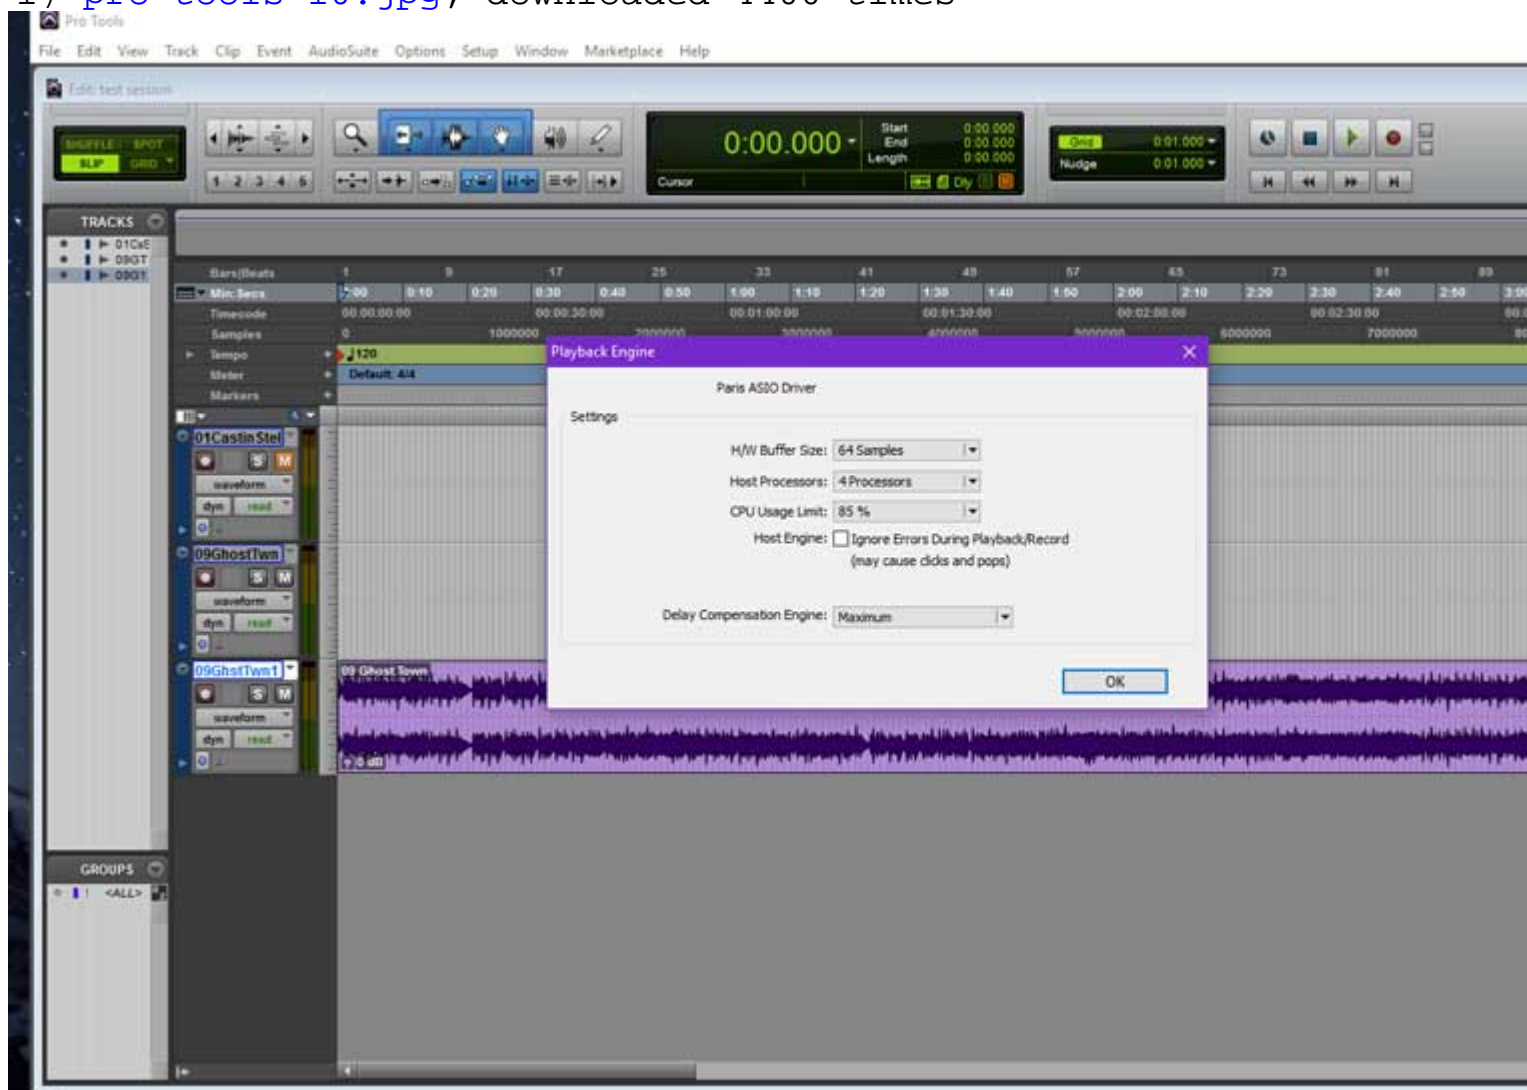 Pro Tools
File Edit View Track Clip Event AudioSuite Options Setup Window Marketplace Help
Edit: test session
SHUFFLE SPOT
SLIP GRID
1 2 3 4 5
0:00.000
Start 0:00.000
End 0:00.000
Length 0:00.000
Cursor
Dly
Grid 0:01.000
Nudge 0:01.000
TRACKS
01CaS
09GT
09GT
Bars|Beats 1 9 17 25 33 41 49 57 65 73 81 89
Min:Secs 0:00 0:10 0:20 0:30 0:40 0:50 1:00 1:10 1:20 1:30 1:40 1:50 2:00 2:10 2:20 2:30 2:40 2:50
Timecode 00:00:00:00 00:00:30:00 00:01:00:00 00:01:30:00 00:02:00:00 00:02:30:00
Samples 0 1000000 2000000 3000000 4000000 5000000 6000000 7000000
Tempo 120
Meter Default: 4/4
Markers
Playback Engine
Paris ASIO Driver
Settings
H/W Buffer Size: 64 Samples
Host Processors: 4 Processors
CPU Usage Limit: 85 %
Host Engine: Ignore Errors During Playback/Record
(may cause clicks and pops)
Delay Compensation Engine: Maximum
OK
01CastinStel
S M
waveform
dyn read
09GhostTwn
S M
waveform
dyn read
09GhstTwn1
S M
waveform
dyn read
09 Ghost Town
0 dB
GROUPS
! <ALL>